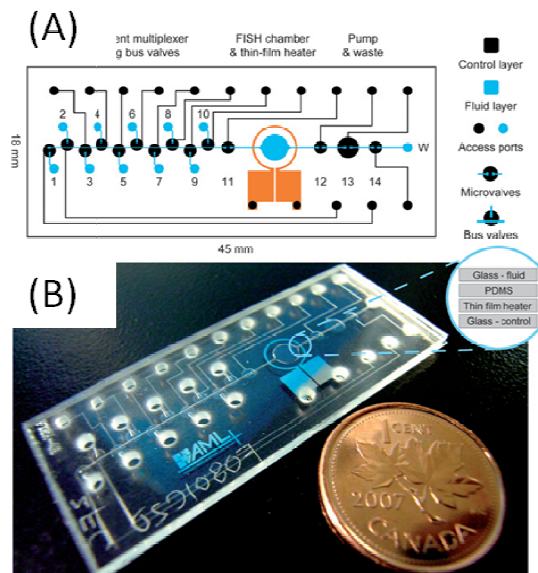 (A)
ent multiplexer
g bus valves
FISH chamber
& thin-film heater
Pump
& waste
Control layer
Fluid layer
Access ports
Microvalves
Bus valves
2 4 6 8 10
W
1 3 5 7 9 11 12 13 14
18 mm
45 mm
(B)
Glass - fluid
PDMS
Thin film heater
Glass - control
AML
1 CENT
2007
CANADA